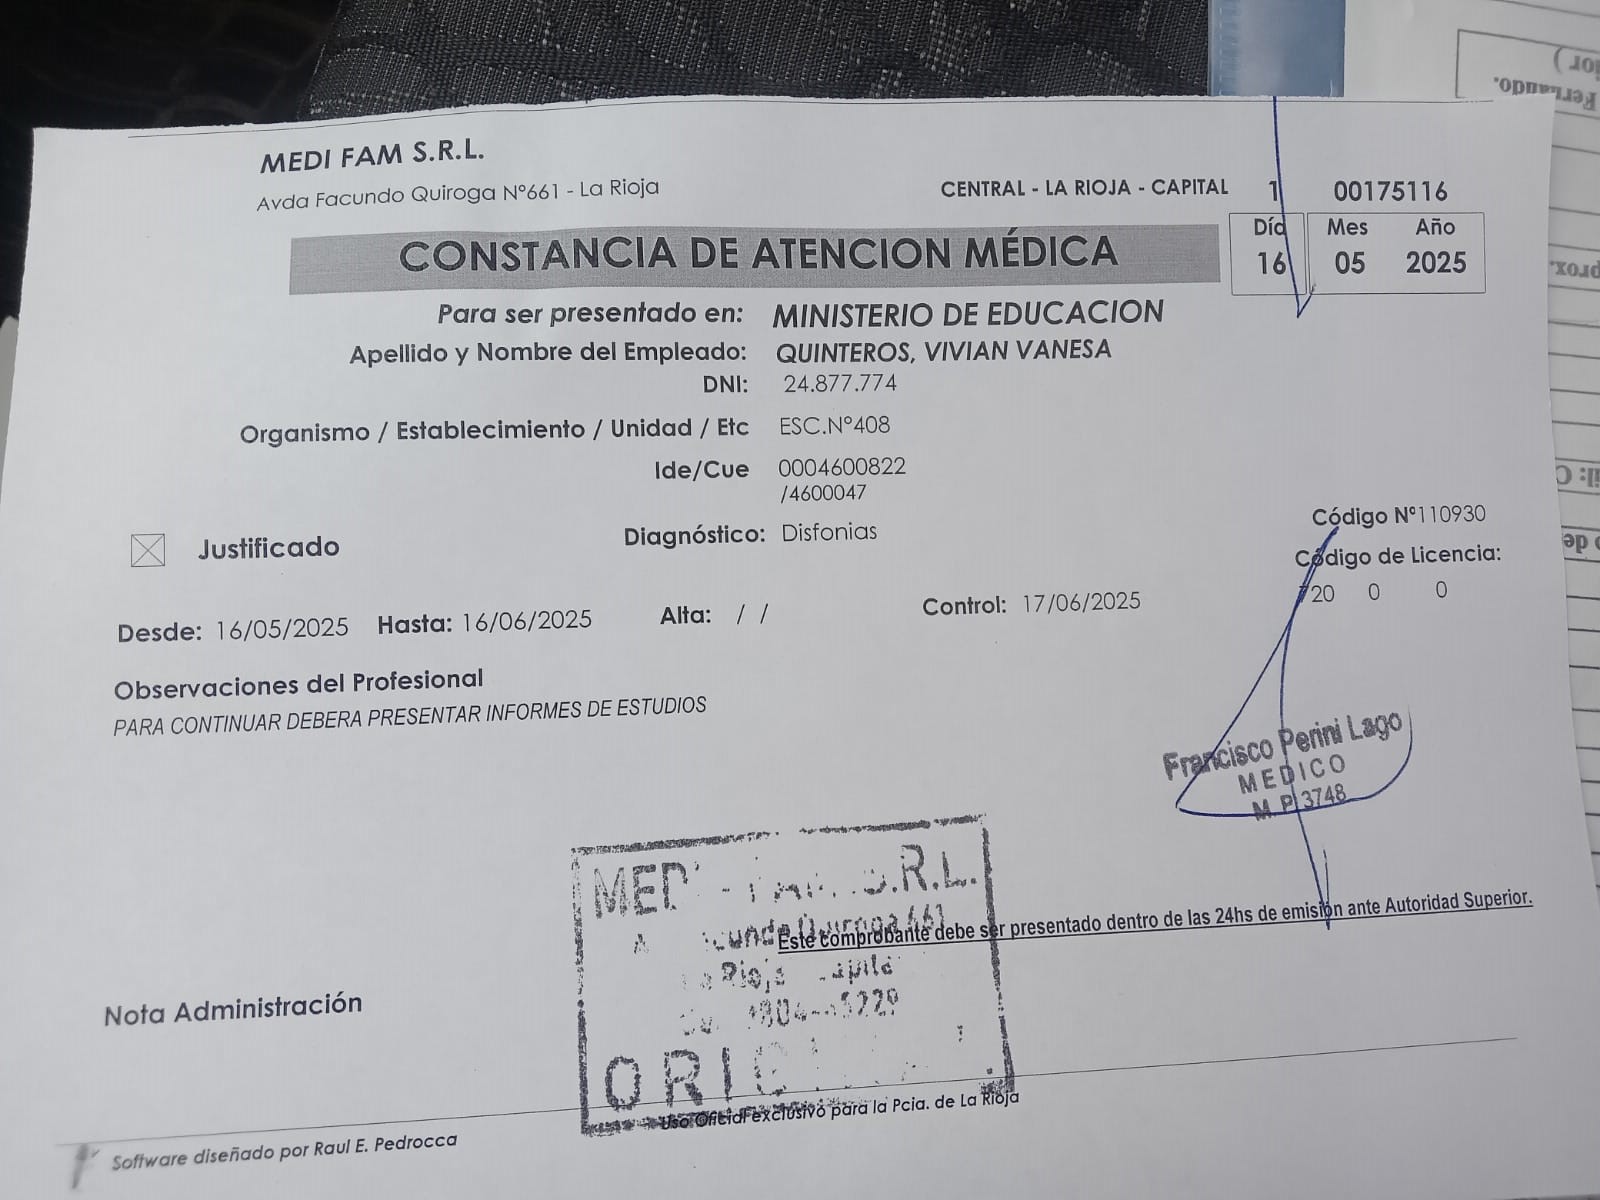 MEDI FAM S.R.L.
Avda Facundo Quiroga Nº661 - La Rioja
CENTRAL - LA RIOJA - CAPITAL 1 00175116
CONSTANCIA DE ATENCION MÉDICA
Día Mes Año
16 05 2025
Para ser presentado en: MINISTERIO DE EDUCACION
Apellido y Nombre del Empleado: QUINTEROS, VIVIAN VANESA
DNI: 24.877.774
Organismo / Establecimiento / Unidad / Etc ESC.Nº408
Ide/Cue 0004600822
/4600047
Justificado
Diagnóstico: Disfonias
Código Nº110930
Código de Licencia:
20 0 0
Desde: 16/05/2025 Hasta: 16/06/2025 Alta: / / Control: 17/06/2025
Observaciones del Profesional
PARA CONTINUAR DEBERA PRESENTAR INFORMES DE ESTUDIOS
Francisco Perini Lago
MEDICO
M.P. 3748
S.R.L.
661
Este comprobante debe ser presentado dentro de las 24hs de emisión ante Autoridad Superior.
Nota Administración
Uso Oficial exclusivo para la Pcia. de La Rioja
Software diseñado por Raul E. Pedrocca
Fernando.